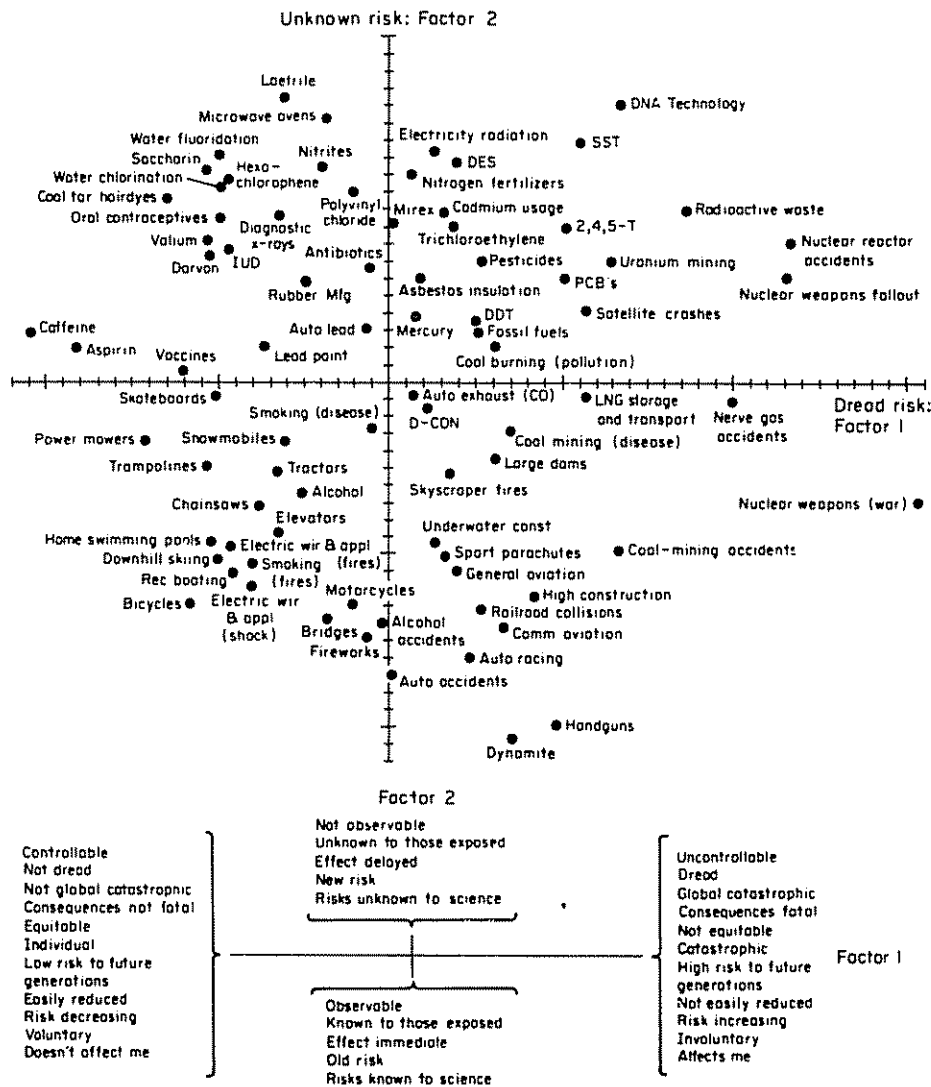 Unknown risk: Factor 2
Laetrile
DNA Technology
Microwave ovens
Water fluoridation
Electricity radiation
SST
Saccharin
Nitrites
DES
Water chlorination
Hexa-
chlorophene
Nitrogen fertilizers
Coal tar hairdyes
Polyvinyl
chloride
Mirex
Cadmium usage
Radioactive waste
Oral contraceptives
Diagnostic
x-rays
Trichloroethylene
2,4,5-T
Valium
Nuclear reactor
accidents
Darvon
IUD
Antibiotics
Pesticides
Uranium mining
Rubber Mfg
Asbestos insulation
PCB's
Nuclear weapons fallout
Caffeine
Auto lead
Mercury
DDT
Satellite crashes
Fossil fuels
Aspirin
Lead paint
Coal burning (pollution)
Vaccines
Skateboards
Auto exhaust (CO)
LNG storage
and transport
Dread risk:
Factor 1
Smoking (disease)
D-CON
Nerve gas
accidents
Power mowers
Snowmobiles
Coal mining (disease)
Trampolines
Tractors
Large dams
Skyscraper fires
Alcohol
Chainsaws
Nuclear weapons (war)
Elevators
Underwater const
Home swimming pools
Electric wir & appl
Sport parachutes
Coal-mining accidents
Downhill skiing
Smoking
(fires)
General aviation
Rec boating
Electric wir
& appl
(shock)
Motorcycles
High construction
Bicycles
Railroad collisions
Bridges
Alcohol
accidents
Comm aviation
Fireworks
Auto racing
Auto accidents
Handguns
Dynamite
Factor 2
Not observable
Unknown to those exposed
Effect delayed
New risk
Risks unknown to science
Controllable
Not dread
Not global catastrophic
Consequences not fatal
Equitable
Individual
Low risk to future
generations
Easily reduced
Risk decreasing
Voluntary
Doesn't affect me
Uncontrollable
Dread
Global catastrophic
Consequences fatal
Not equitable
Catastrophic
High risk to future
generations
Not easily reduced
Risk increasing
Involuntary
Affects me
Factor 1
Observable
Known to those exposed
Effect immediate
Old risk
Risks known to science